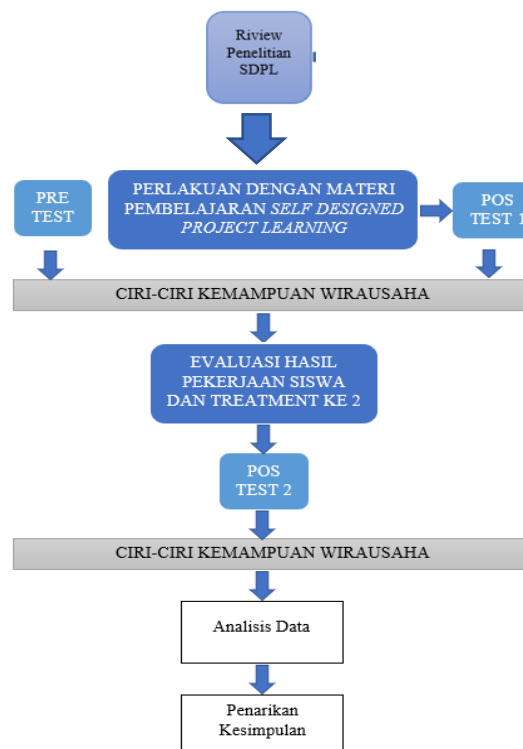 Riview
Penelitian
SDPL
PRE
TEST
PERLAKUAN DENGAN MATERI
PEMBELAJARAN SELF DESIGNED
PROJECT LEARNING
POS
TEST 1
CIRI-CIRI KEMAMPUAN WIRAUSAHA
EVALUASI HASIL
PEKERJAAN SISWA
DAN TREATMENT KE 2
POS
TEST 2
CIRI-CIRI KEMAMPUAN WIRAUSAHA
Analisis Data
Penarikan
Kesimpulan